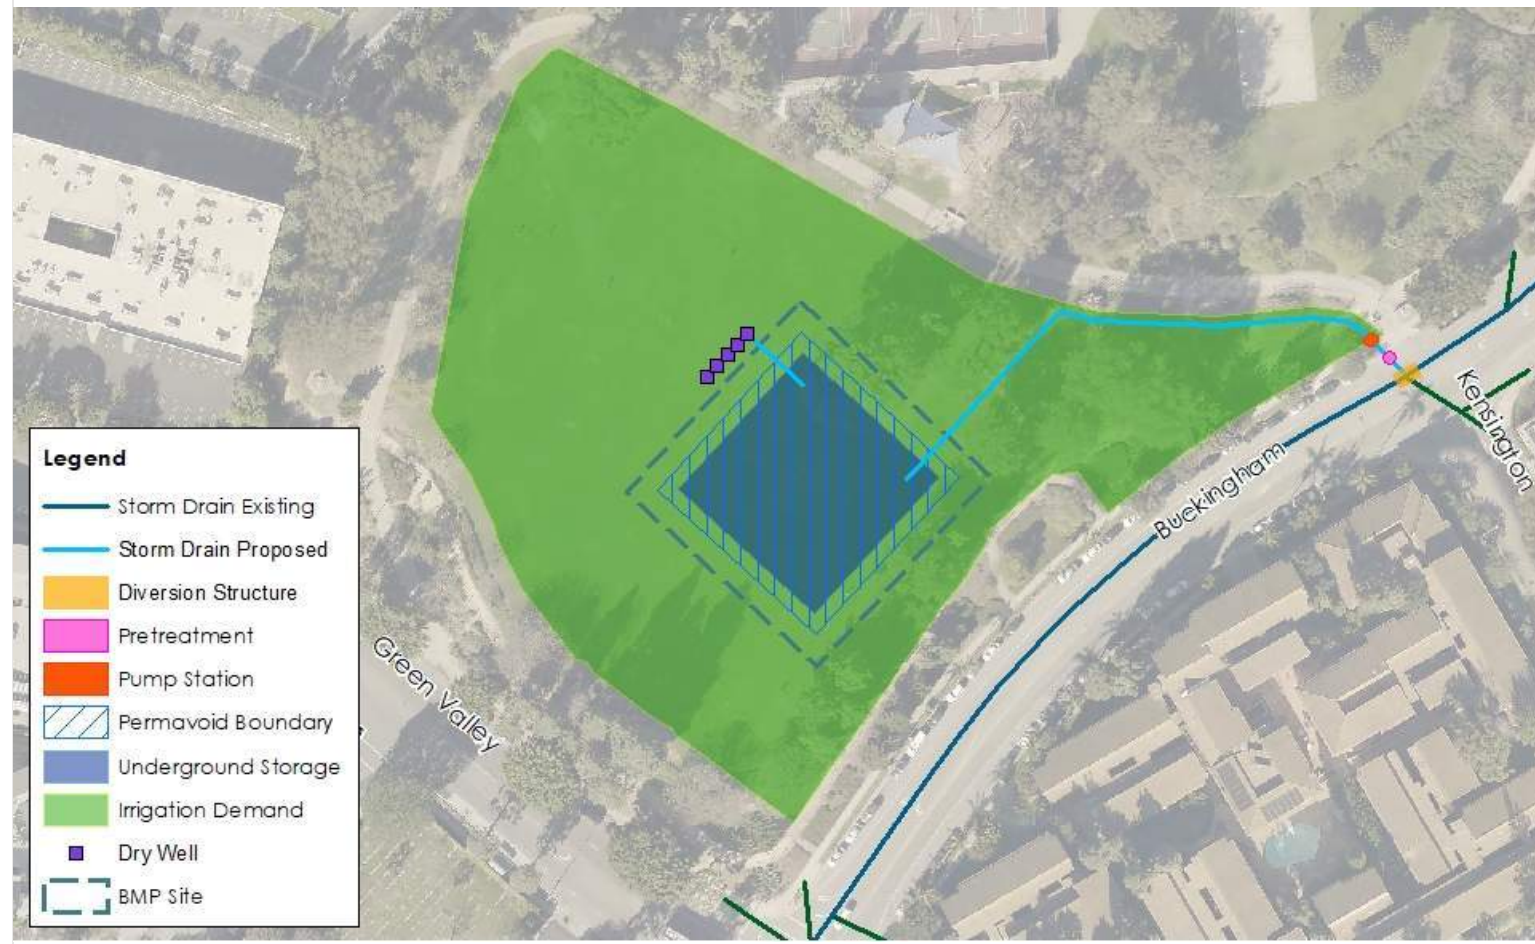 Kensington
Buckingham
Green Valley
Legend
Storm Drain Existing
Storm Drain Proposed
Diversion Structure
Pretreatment
Pump Station
Permavoid Boundary
Underground Storage
Irrigation Demand
Dry Well
BMP Site